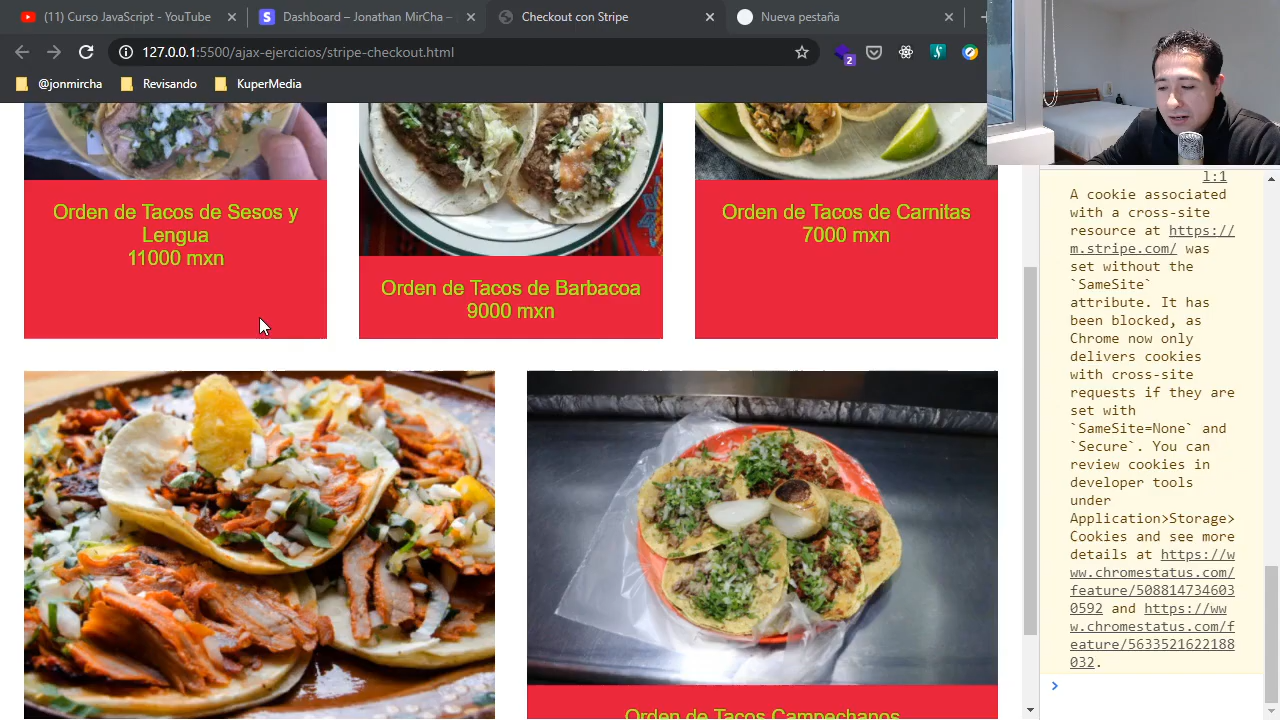 (11) Curso JavaScript - YouTube
Dashboard – Jonathan MirCha –
Checkout con Stripe
Nueva pestaña
127.0.0.1:5500/ajax-ejercicios/stripe-checkout.html
2
@jonmircha
Revisando
KuperMedia
Orden de Tacos de Sesos y
Lengua
11000 mxn
Orden de Tacos de Barbacoa
9000 mxn
Orden de Tacos de Carnitas
7000 mxn
Orden de Tacos Campechanos
l:1
A cookie associated
with a cross-site
resource at https://
m.stripe.com/ was
set without the
`SameSite`
attribute. It has
been blocked, as
Chrome now only
delivers cookies
with cross-site
requests if they are
set with
`SameSite=None` and
`Secure`. You can
review cookies in
developer tools
under
Application>Storage>
Cookies and see more
details at https://w
ww.chromestatus.com/
feature/508814734603
0592 and https://ww
w.chromestatus.com/f
eature/5633521622188
032.